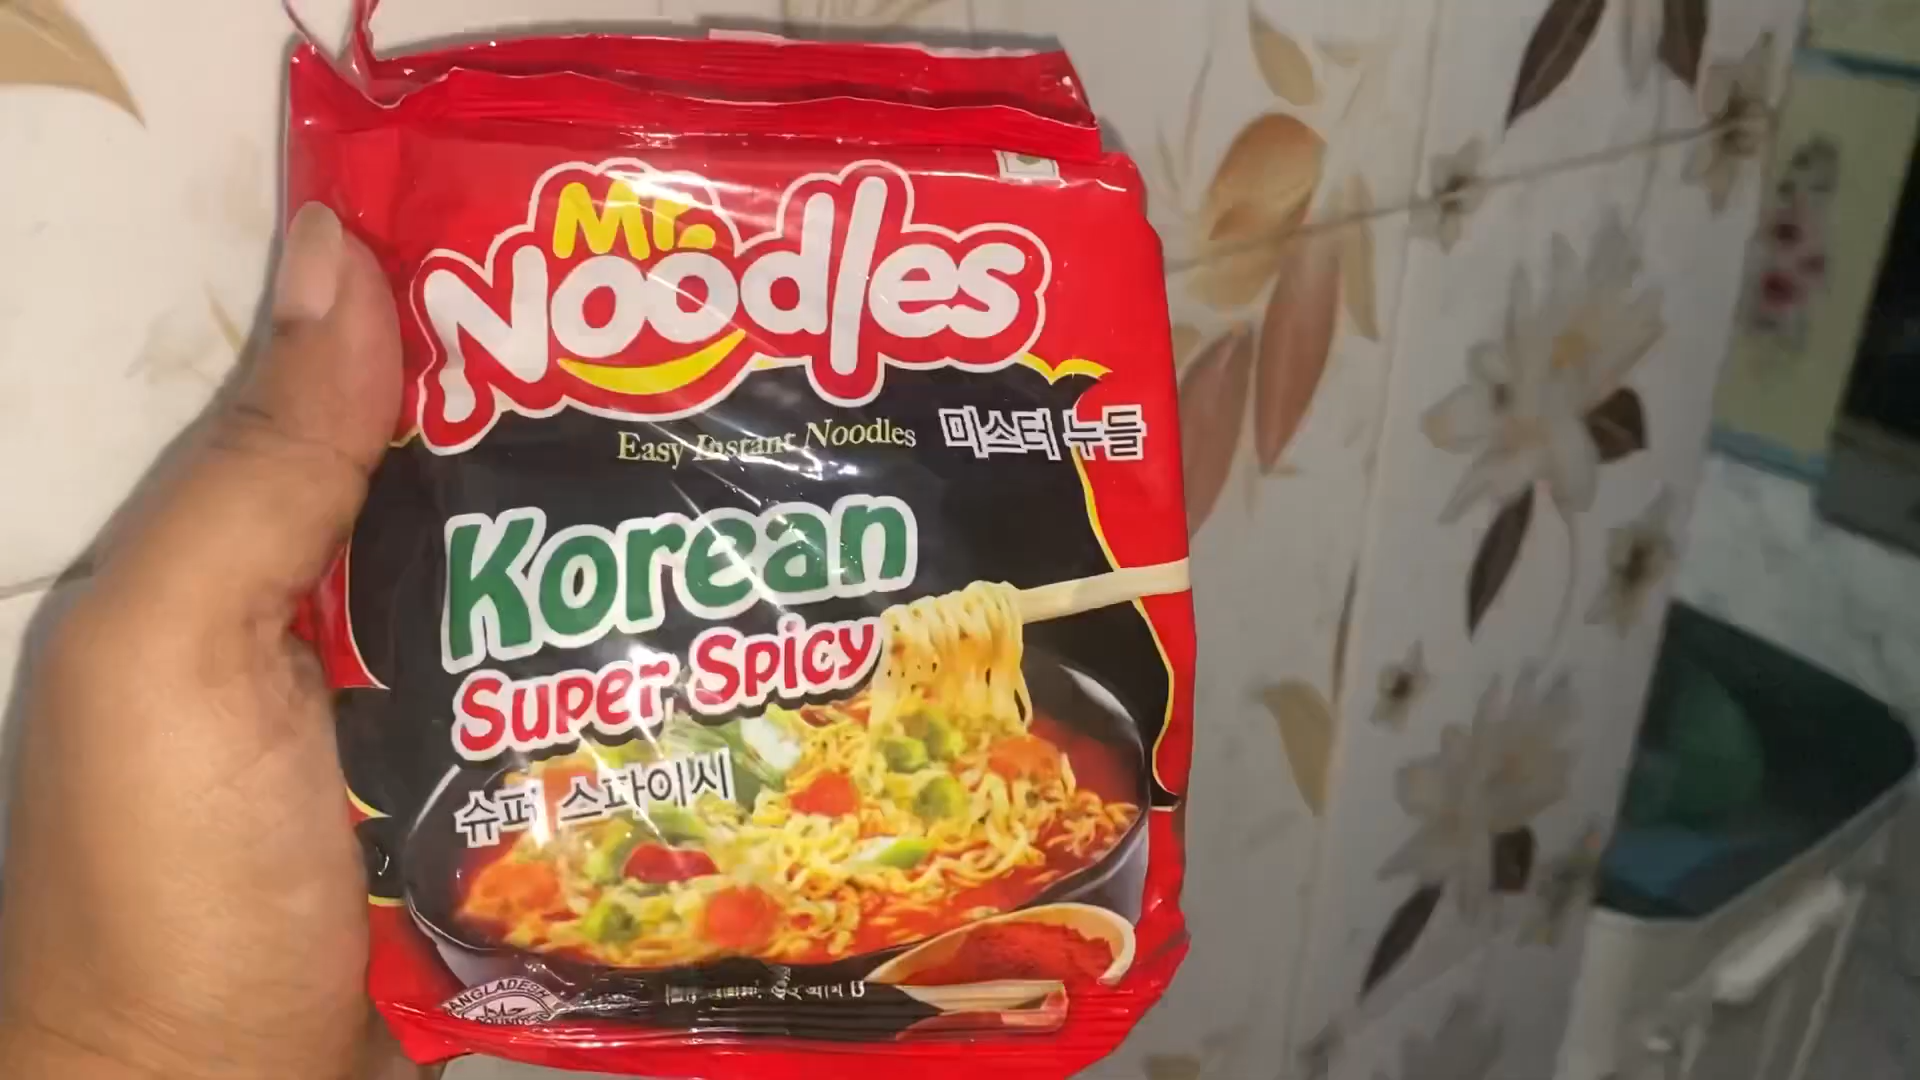 Mr.
Noodles
Easy Instant Noodles
미스터 누들
Korean
Super Spicy
슈퍼 스파이시